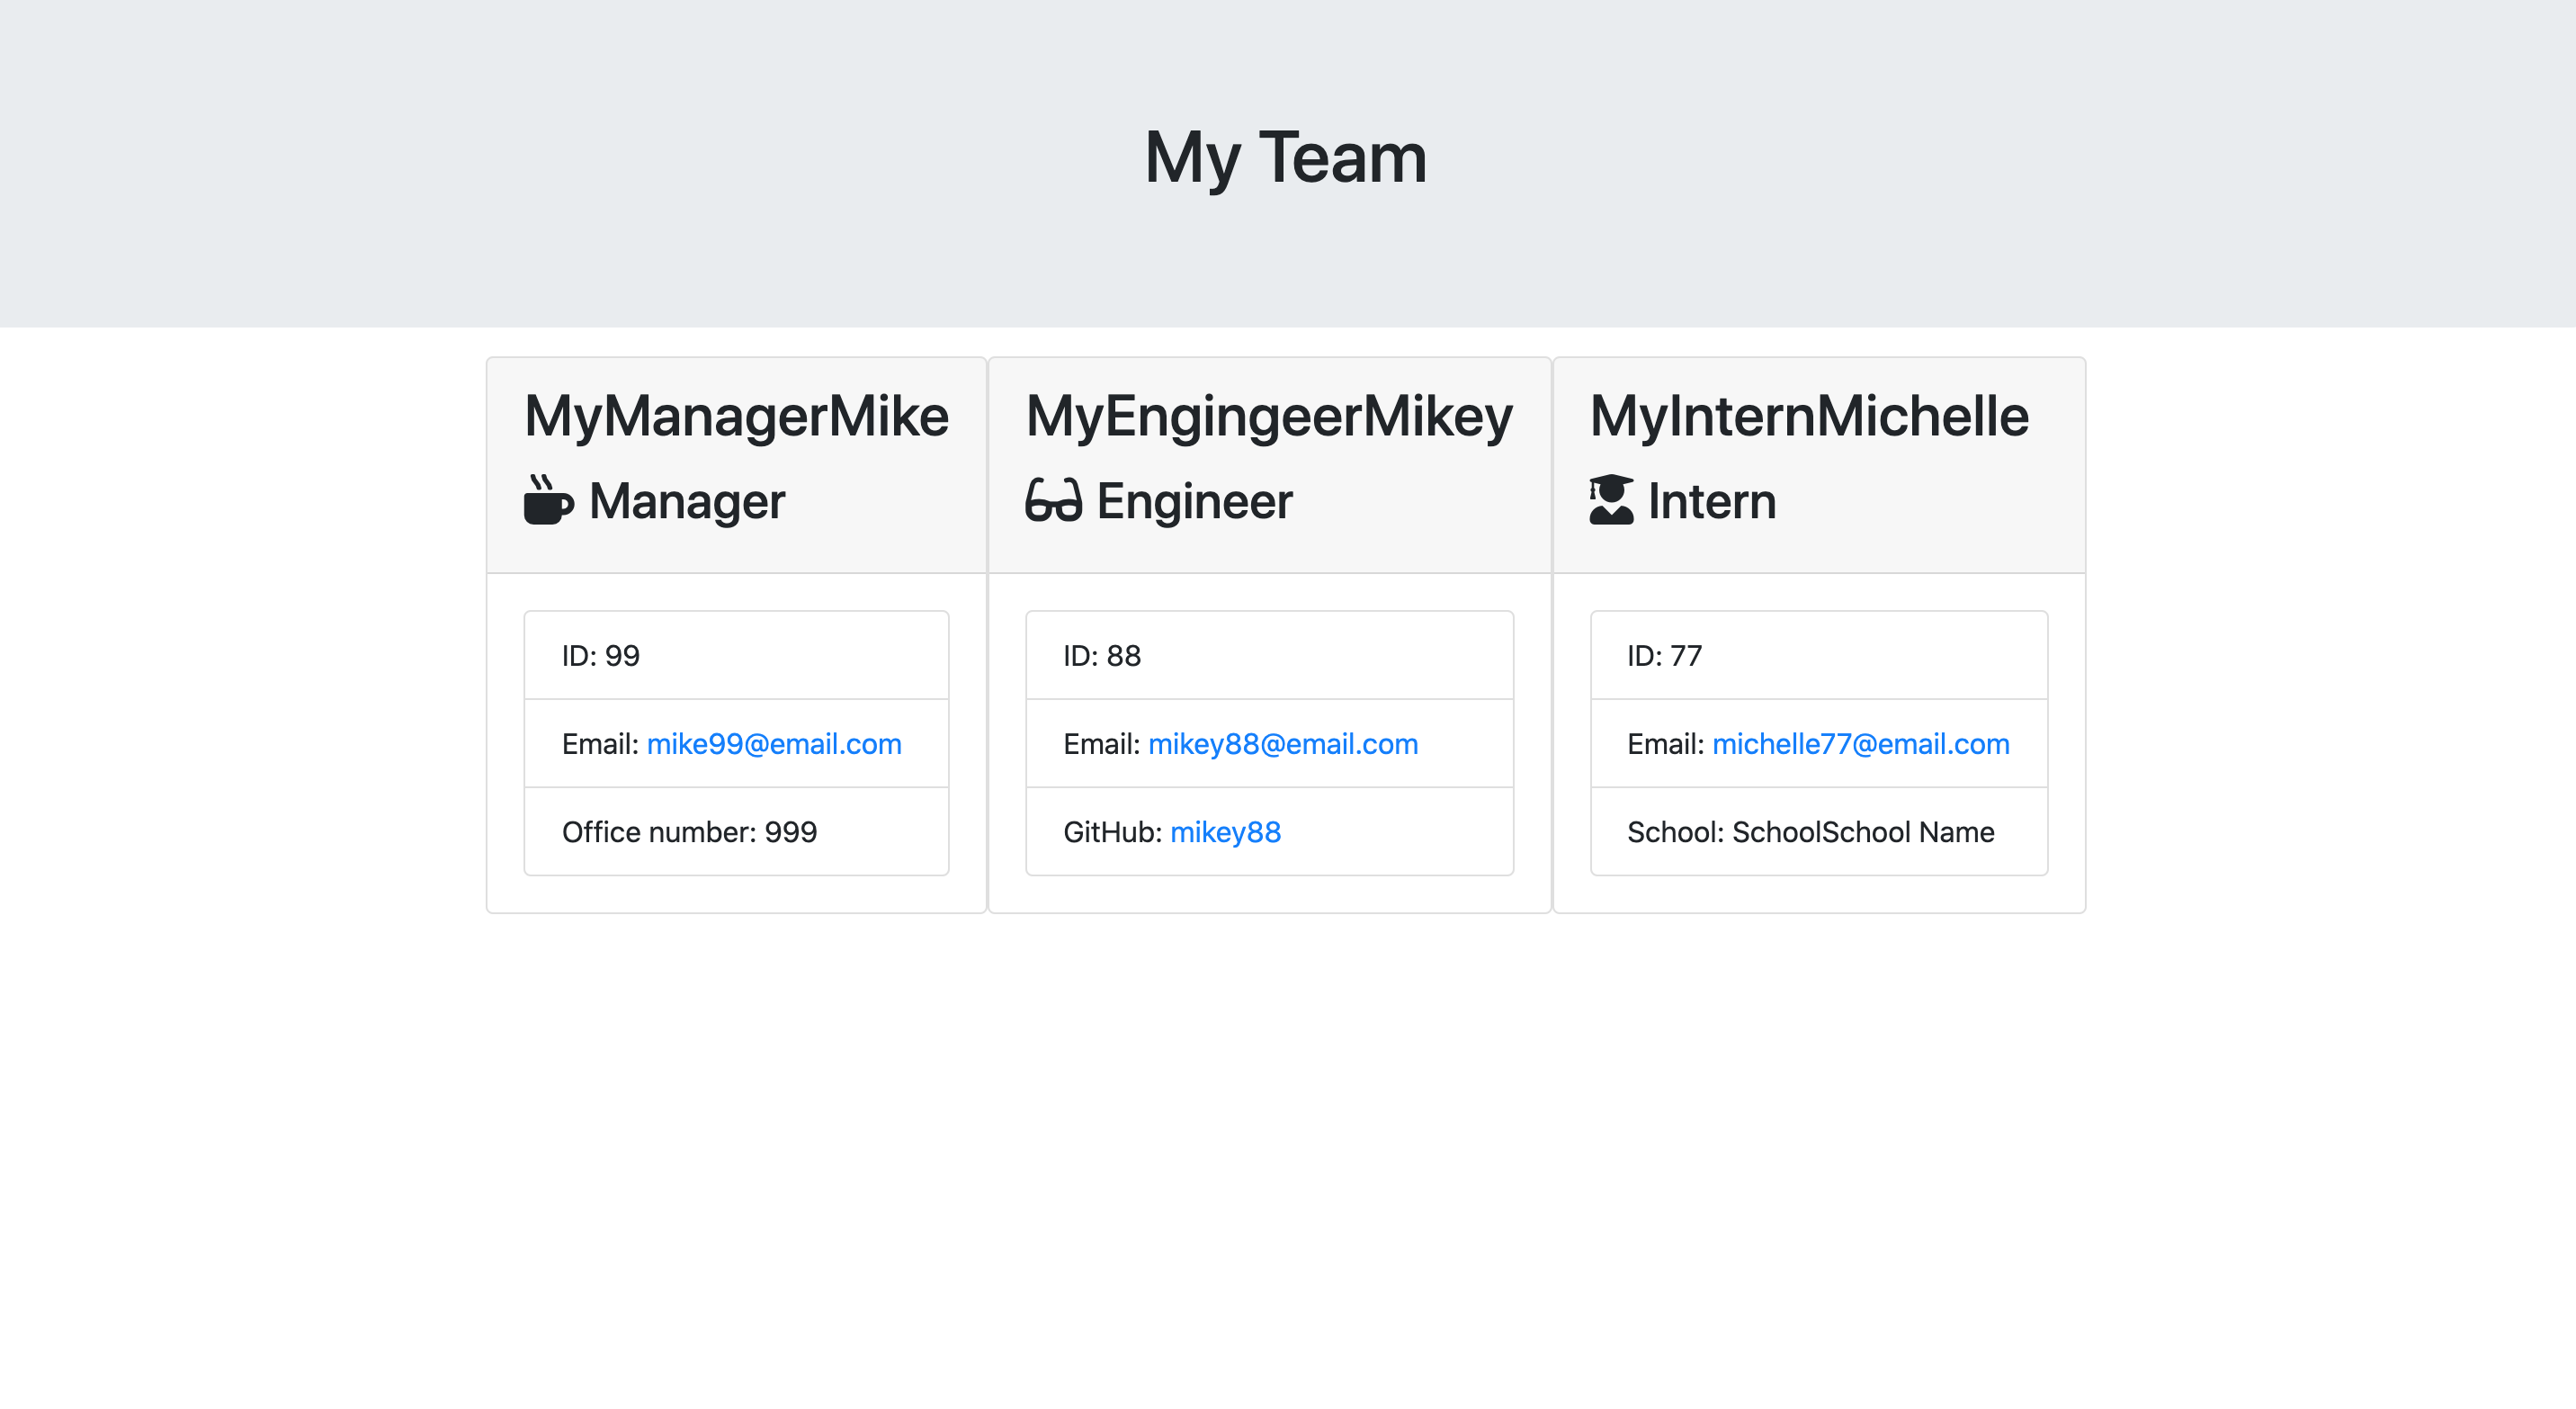 My Team
MyManagerMike
Manager
ID: 99
Email: mike99@email.com
Office number: 999
MyEngingeerMikey
Engineer
ID: 88
Email: mikey88@email.com
GitHub: mikey88
MyInternMichelle
Intern
ID: 77
Email: michelle77@email.com
School: SchoolSchool Name